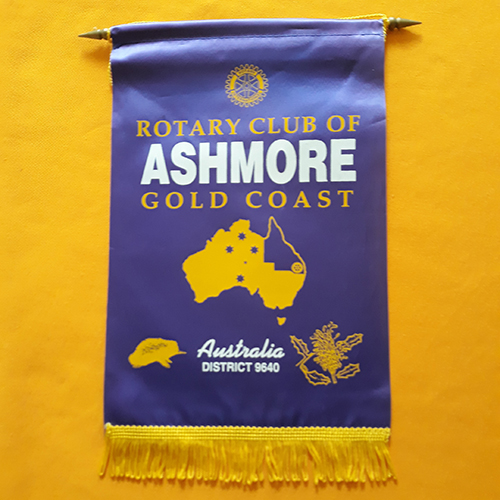 ROTARY CLUB OF
ASHMORE
GOLD COAST
Australia
DISTRICT 9640